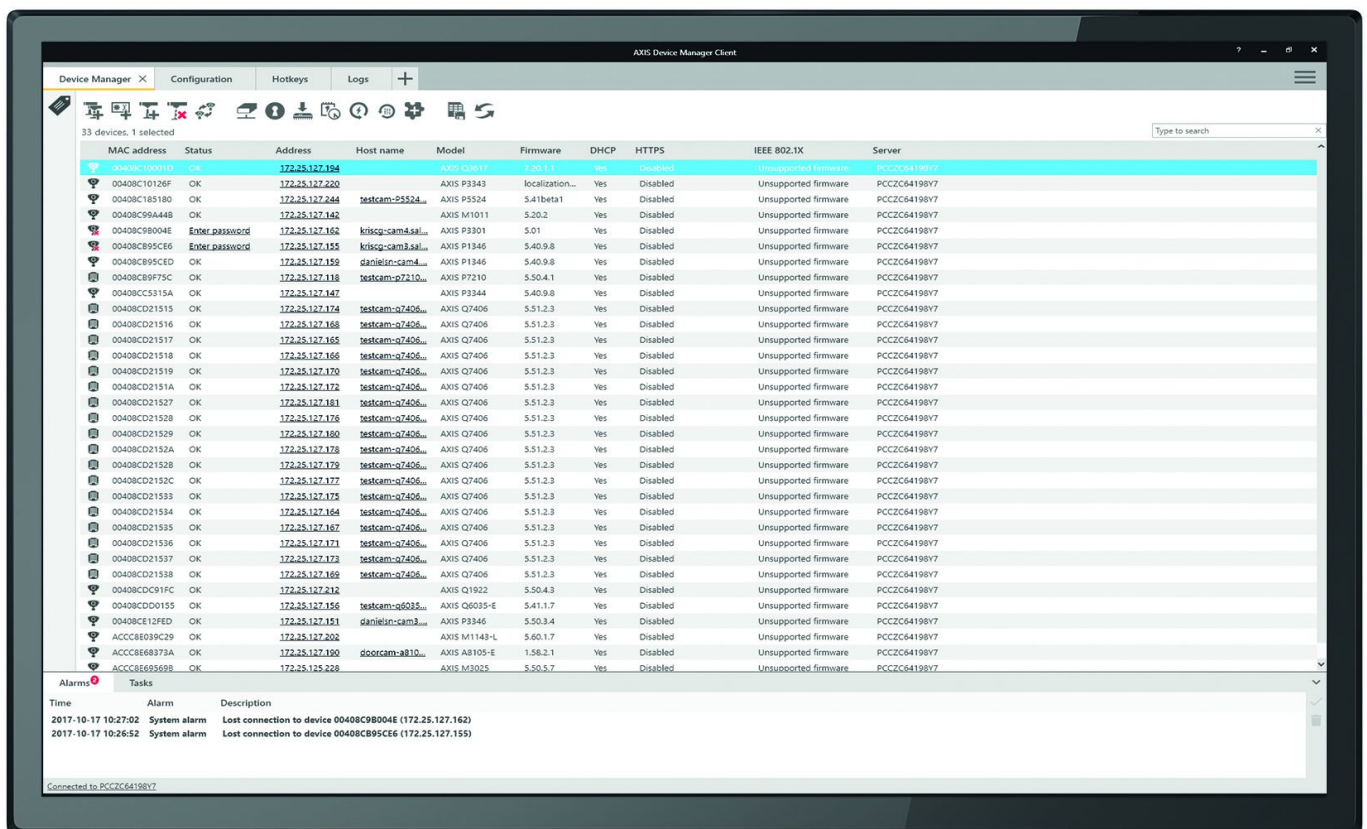 AXIS Device Manager Client
Device Manager Configuration Hotkeys Logs
33 devices, 1 selected
Type to search
MAC address Status Address Host name Model Firmware DHCP HTTPS IEEE 802.1X Server
00408C10001D OK 172.25.127.194 AXIS Q3617 7.20.1.1 Yes Disabled Unsupported firmware PCCZC64198Y7
00408C10126F OK 172.25.127.220 AXIS P3343 localization... Yes Disabled Unsupported firmware PCCZC64198Y7
00408C185180 OK 172.25.127.244 testcam-P5524... AXIS P5524 5.41beta1 Yes Disabled Unsupported firmware PCCZC64198Y7
00408C99A44B OK 172.25.127.142 AXIS M1011 5.20.2 Yes Disabled Unsupported firmware PCCZC64198Y7
00408C9B004E Enter password 172.25.127.162 kriscg-cam4.sal... AXIS P3301 5.01 Yes Disabled Unsupported firmware PCCZC64198Y7
00408CB95CE6 Enter password 172.25.127.155 kriscg-cam3.sal... AXIS P1346 5.40.9.8 Yes Disabled Unsupported firmware PCCZC64198Y7
00408CB95CED OK 172.25.127.159 danielsn-cam4.... AXIS P1346 5.40.9.8 Yes Disabled Unsupported firmware PCCZC64198Y7
00408CB9F75C OK 172.25.127.118 testcam-p7210... AXIS P7210 5.50.4.1 Yes Disabled Unsupported firmware PCCZC64198Y7
00408CC5315A OK 172.25.127.147 AXIS P3344 5.40.9.8 Yes Disabled Unsupported firmware PCCZC64198Y7
00408CD21515 OK 172.25.127.174 testcam-q7406... AXIS Q7406 5.51.2.3 Yes Disabled Unsupported firmware PCCZC64198Y7
00408CD21516 OK 172.25.127.168 testcam-q7406... AXIS Q7406 5.51.2.3 Yes Disabled Unsupported firmware PCCZC64198Y7
00408CD21517 OK 172.25.127.165 testcam-q7406... AXIS Q7406 5.51.2.3 Yes Disabled Unsupported firmware PCCZC64198Y7
00408CD21518 OK 172.25.127.166 testcam-q7406... AXIS Q7406 5.51.2.3 Yes Disabled Unsupported firmware PCCZC64198Y7
00408CD21519 OK 172.25.127.170 testcam-q7406... AXIS Q7406 5.51.2.3 Yes Disabled Unsupported firmware PCCZC64198Y7
00408CD2151A OK 172.25.127.172 testcam-q7406... AXIS Q7406 5.51.2.3 Yes Disabled Unsupported firmware PCCZC64198Y7
00408CD21527 OK 172.25.127.181 testcam-q7406... AXIS Q7406 5.51.2.3 Yes Disabled Unsupported firmware PCCZC64198Y7
00408CD21528 OK 172.25.127.176 testcam-q7406... AXIS Q7406 5.51.2.3 Yes Disabled Unsupported firmware PCCZC64198Y7
00408CD21529 OK 172.25.127.180 testcam-q7406... AXIS Q7406 5.51.2.3 Yes Disabled Unsupported firmware PCCZC64198Y7
00408CD2152A OK 172.25.127.178 testcam-q7406... AXIS Q7406 5.51.2.3 Yes Disabled Unsupported firmware PCCZC64198Y7
00408CD2152B OK 172.25.127.179 testcam-q7406... AXIS Q7406 5.51.2.3 Yes Disabled Unsupported firmware PCCZC64198Y7
00408CD2152C OK 172.25.127.177 testcam-q7406... AXIS Q7406 5.51.2.3 Yes Disabled Unsupported firmware PCCZC64198Y7
00408CD21533 OK 172.25.127.175 testcam-q7406... AXIS Q7406 5.51.2.3 Yes Disabled Unsupported firmware PCCZC64198Y7
00408CD21534 OK 172.25.127.164 testcam-q7406... AXIS Q7406 5.51.2.3 Yes Disabled Unsupported firmware PCCZC64198Y7
00408CD21535 OK 172.25.127.167 testcam-q7406... AXIS Q7406 5.51.2.3 Yes Disabled Unsupported firmware PCCZC64198Y7
00408CD21536 OK 172.25.127.171 testcam-q7406... AXIS Q7406 5.51.2.3 Yes Disabled Unsupported firmware PCCZC64198Y7
00408CD21537 OK 172.25.127.173 testcam-q7406... AXIS Q7406 5.51.2.3 Yes Disabled Unsupported firmware PCCZC64198Y7
00408CD21538 OK 172.25.127.169 testcam-q7406... AXIS Q7406 5.51.2.3 Yes Disabled Unsupported firmware PCCZC64198Y7
00408CDC91FC OK 172.25.127.212 AXIS Q1922 5.50.4.3 Yes Disabled Unsupported firmware PCCZC64198Y7
00408CDD0155 OK 172.25.127.156 testcam-q6035... AXIS Q6035-E 5.41.1.7 Yes Disabled Unsupported firmware PCCZC64198Y7
00408CE12FED OK 172.25.127.151 danielsn-cam3.... AXIS P3346 5.50.3.4 Yes Disabled Unsupported firmware PCCZC64198Y7
ACCC8E039C29 OK 172.25.127.202 AXIS M1143-L 5.60.1.7 Yes Disabled Unsupported firmware PCCZC64198Y7
ACCC8E68373A OK 172.25.127.190 doorcam-a810... AXIS A8105-E 1.58.2.1 Yes Disabled Unsupported firmware PCCZC64198Y7
ACCC8E69569B OK 172.25.125.228 AXIS M3025 5.50.5.7 Yes Disabled Unsupported firmware PCCZC64198Y7
Alarms 2 Tasks
Time Alarm Description
2017-10-17 10:27:02 System alarm Lost connection to device 00408C9B004E (172.25.127.162)
2017-10-17 10:26:52 System alarm Lost connection to device 00408CB95CE6 (172.25.127.155)
Connected to PCCZC64198Y7